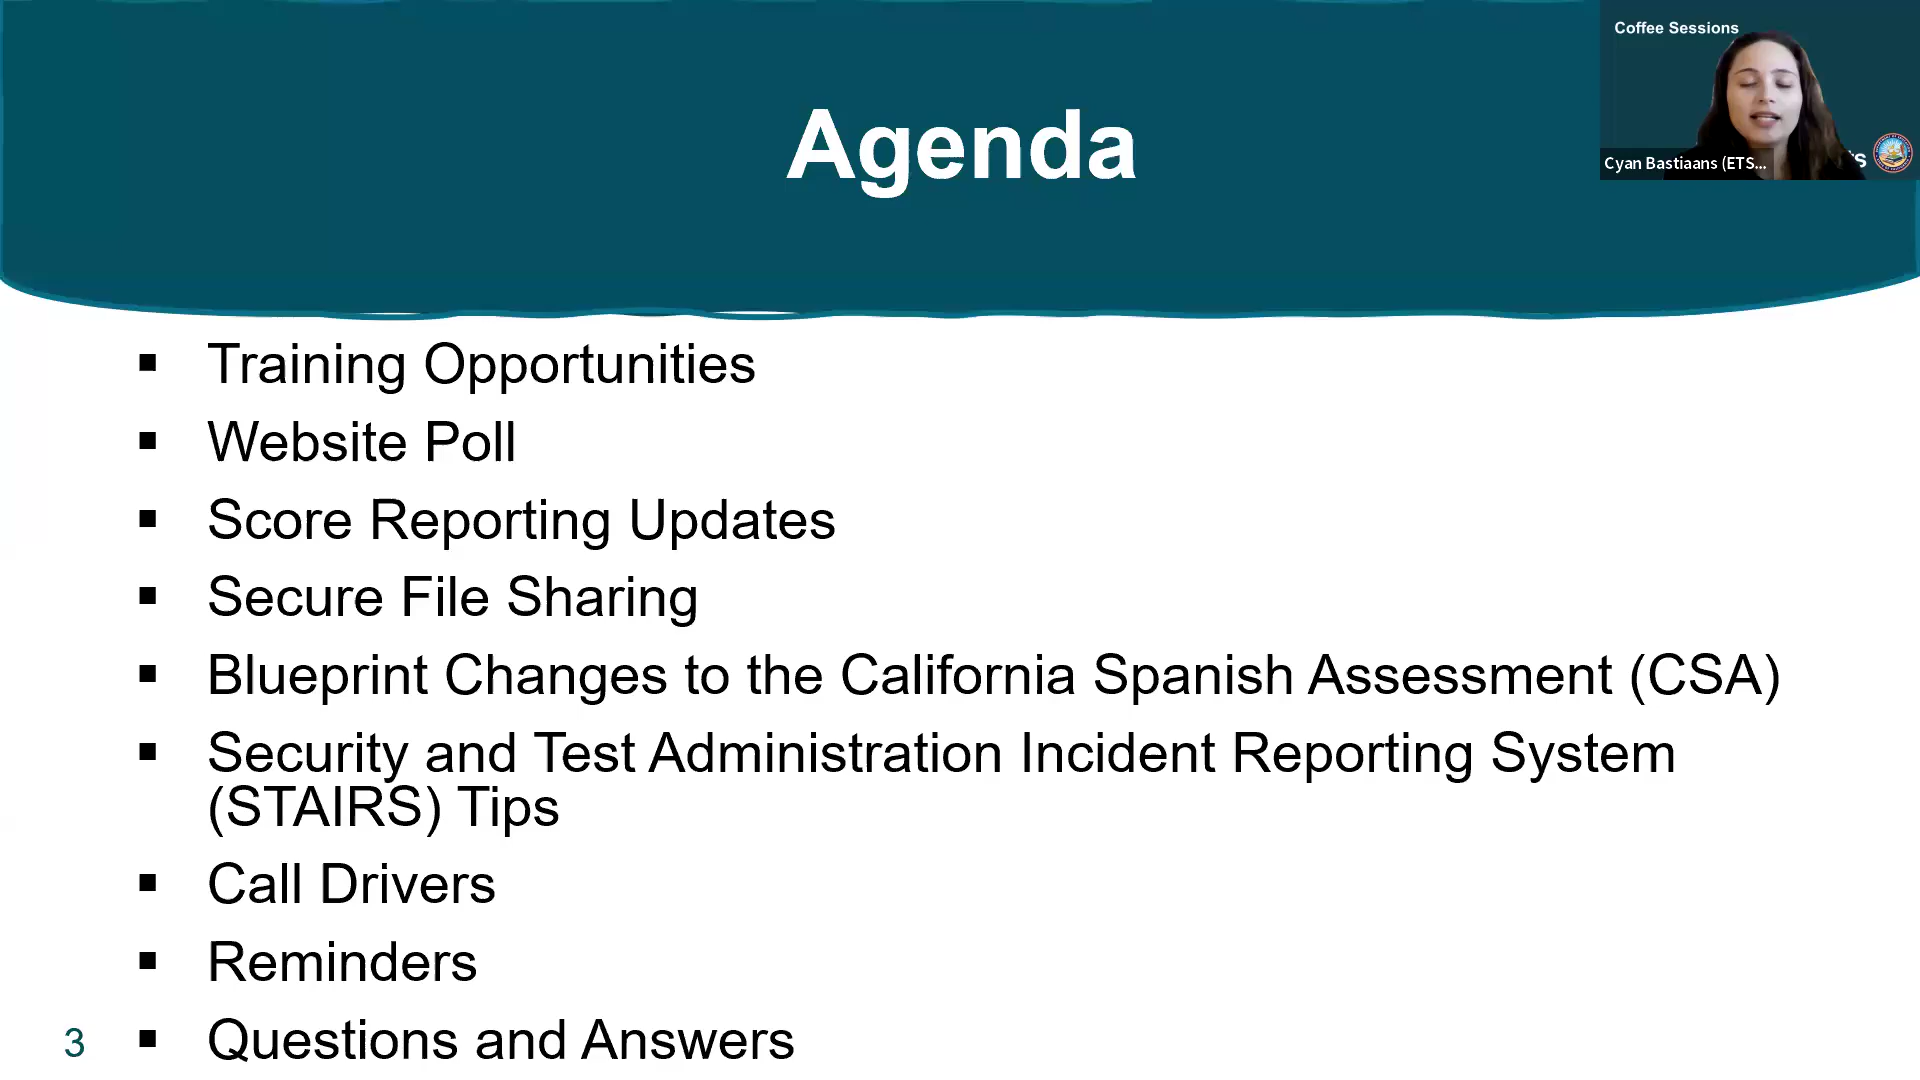 Coffee Sessions
Agenda
Cyan Bastiaans (ETS...
▪ Training Opportunities
▪ Website Poll
▪ Score Reporting Updates
▪ Secure File Sharing
▪ Blueprint Changes to the California Spanish Assessment (CSA)
▪ Security and Test Administration Incident Reporting System
(STAIRS) Tips
▪ Call Drivers
▪ Reminders
▪ Questions and Answers
3